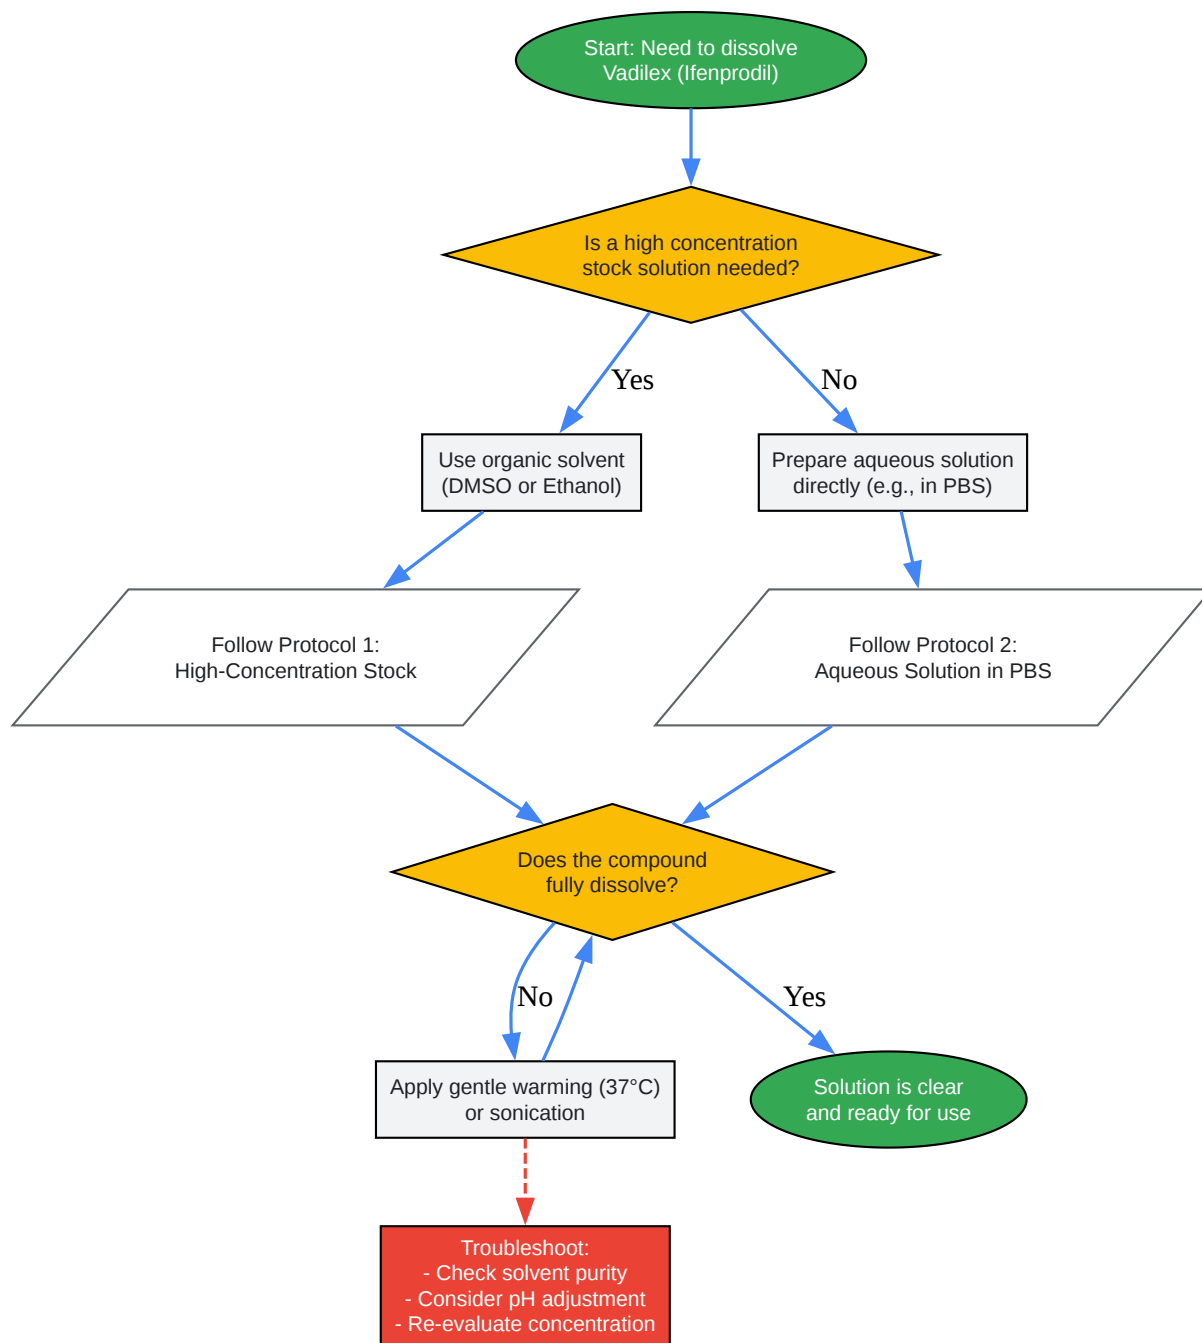 Start: Need to dissolve
Vadilex (Ifenprodil)
Is a high concentration
stock solution needed?
Yes
No
Use organic solvent
(DMSO or Ethanol)
Prepare aqueous solution
directly (e.g., in PBS)
Follow Protocol 1:
High-Concentration Stock
Follow Protocol 2:
Aqueous Solution in PBS
Does the compound
fully dissolve?
No
Yes
Apply gentle warming (37°C)
or sonication
Solution is clear
and ready for use
Troubleshoot:
- Check solvent purity
- Consider pH adjustment
- Re-evaluate concentration